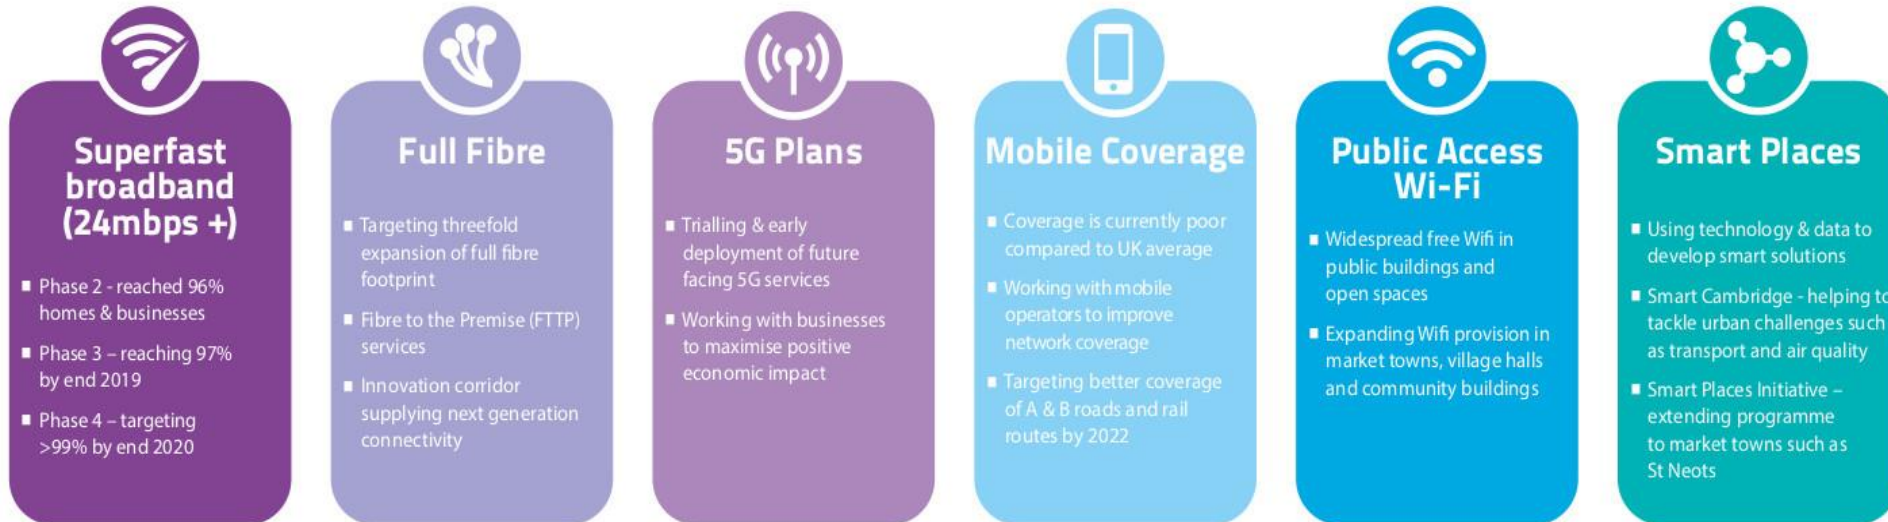 Superfast
broadband
(24mbps +)
■ Phase 2 - reached 96%
homes & businesses
■ Phase 3 – reaching 97%
by end 2019
■ Phase 4 – targeting
>99% by end 2020
Full Fibre
■ Targeting threefold
expansion of full fibre
footprint
■ Fibre to the Premise (FTTP)
services
■ Innovation corridor
supplying next generation
connectivity
5G Plans
■ Trialling & early
deployment of future
facing 5G services
■ Working with businesses
to maximise positive
economic impact
Mobile Coverage
■ Coverage is currently poor
compared to UK average
■ Working with mobile
operators to improve
network coverage
■ Targeting better coverage
of A & B roads and rail
routes by 2022
Public Access
Wi-Fi
■ Widespread free Wifi in
public buildings and
open spaces
■ Expanding Wifi provision in
market towns, village halls
and community buildings
Smart Places
■ Using technology & data to
develop smart solutions
■ Smart Cambridge - helping to
tackle urban challenges such
as transport and air quality
■ Smart Places Initiative –
extending programme
to market towns such as
St Neots